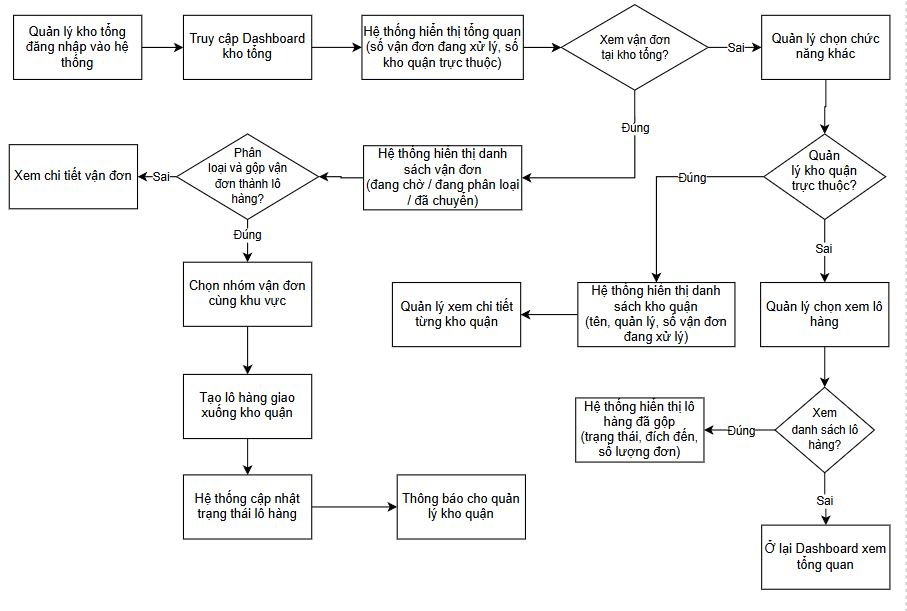 Quản lý kho tổng
đăng nhập vào hệ
thống
Truy cập Dashboard
kho tổng
Hệ thống hiển thị tổng quan
(số vận đơn đang xử lý, số
kho quận trực thuộc)
Xem vận đơn
tại kho tổng?
Sai
Quản lý chọn chức
năng khác
Đúng
Xem chi tiết vận đơn
Sai
Phân
loại và gộp vận
đơn thành lô
hàng?
Hệ thống hiển thị danh
sách vận đơn
(đang chờ / đang phân loại
/ đã chuyển)
Đúng
Quản
lý kho quận
trực thuộc?
Đúng
Sai
Chọn nhóm vận đơn
cùng khu vực
Quản lý xem chi tiết
từng kho quận
Hệ thống hiển thị danh
sách kho quận
(tên, quản lý, số vận đơn
đang xử lý)
Quản lý chọn xem lô
hàng
Tạo lô hàng giao
xuống kho quận
Hệ thống hiển thị lô
hàng đã gộp
(trạng thái, đích đến,
số lượng đơn)
Đúng
Xem
danh sách lô
hàng?
Sai
Hệ thống cập nhật
trạng thái lô hàng
Thông báo cho quản
lý kho quận
Ở lại Dashboard xem
tổng quan